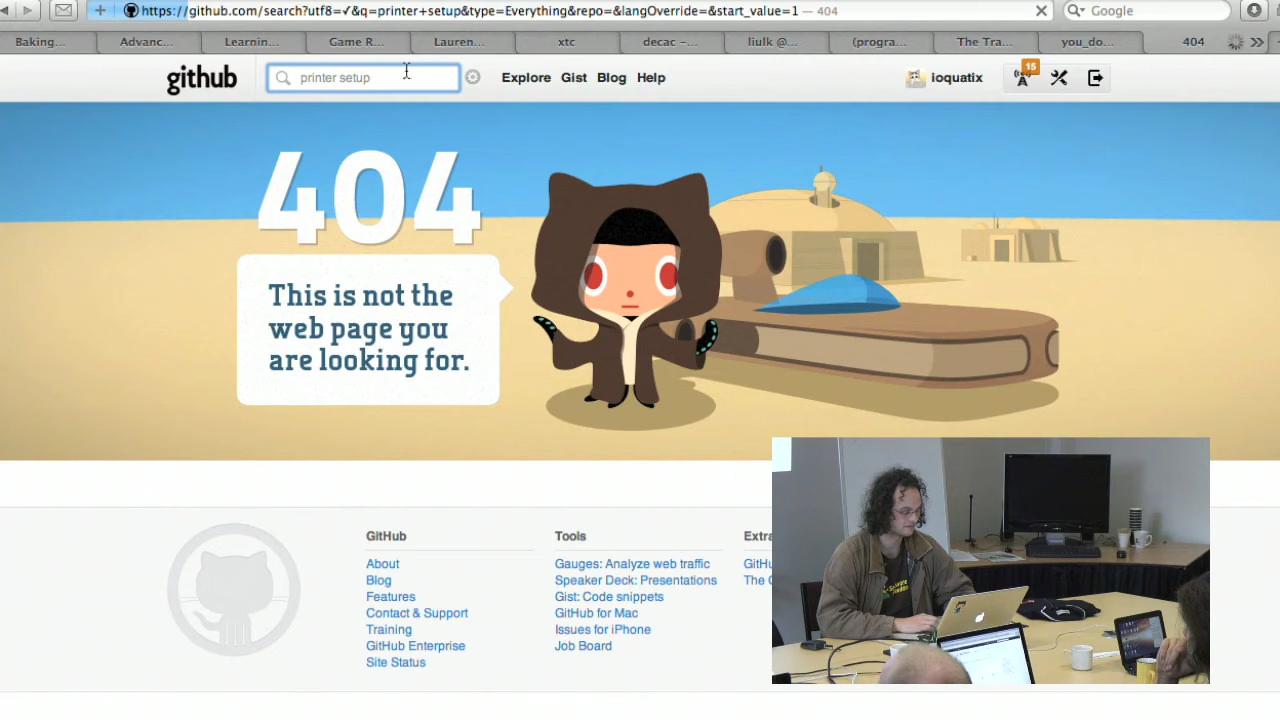 https://github.com/search?utf8=✓&q=printer+setup&type=Everything&repo=&langOverride=&start_value=1 — 404
Google
Baking...
Advanc...
Learnin...
Game R...
Lauren...
xtc
decac –...
liulk @...
(progra...
The Tra...
you_do...
404
github
printer setup
Explore
Gist
Blog
Help
ioquatix
15
404
This is not the
web page you
are looking for.
GitHub
About
Blog
Features
Contact & Support
Training
GitHub Enterprise
Site Status
Tools
Gauges: Analyze web traffic
Speaker Deck: Presentations
Gist: Code snippets
GitHub for Mac
Issues for iPhone
Job Board
Extra
GitHu
The O